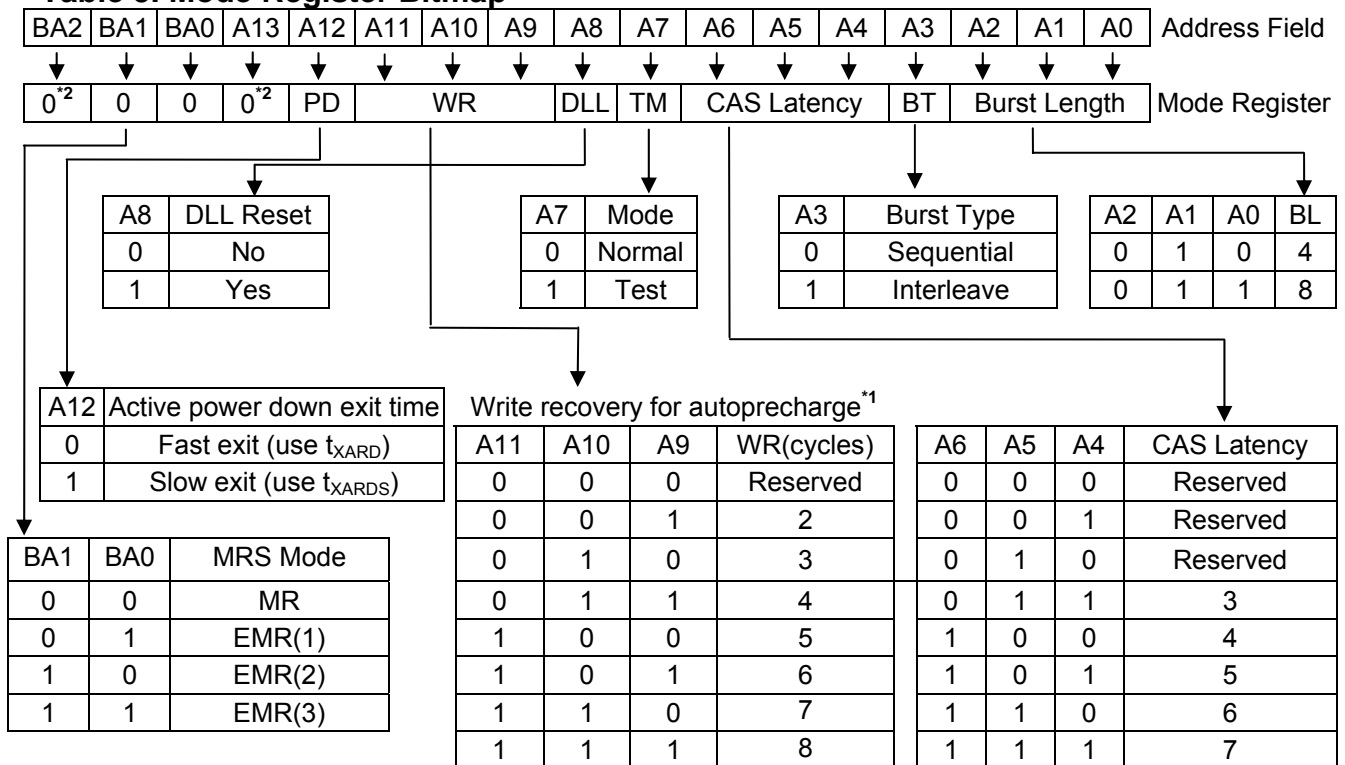 Table 3. Mode Register Bitmap
BA2 BA1 BA0 A13 A12 A11 A10 A9 A8 A7 A6 A5 A4 A3 A2 A1 A0 Address Field
0*2 0 0 0*2 PD WR DLL TM CAS Latency BT Burst Length Mode Register
A8 DLL Reset
0 No
1 Yes
A7 Mode
0 Normal
1 Test
A3 Burst Type
0 Sequential
1 Interleave
A2 A1 A0 BL
0 1 0 4
0 1 1 8
A12 Active power down exit time
0 Fast exit (use tXARD)
1 Slow exit (use tXARDS)
BA1 BA0 MRS Mode
0 0 MR
0 1 EMR(1)
1 0 EMR(2)
1 1 EMR(3)
Write recovery for autoprecharge*1
A11 A10 A9 WR(cycles)
0 0 0 Reserved
0 0 1 2
0 1 0 3
0 1 1 4
1 0 0 5
1 0 1 6
1 1 0 7
1 1 1 8
A6 A5 A4 CAS Latency
0 0 0 Reserved
0 0 1 Reserved
0 1 0 Reserved
0 1 1 3
1 0 0 4
1 0 1 5
1 1 0 6
1 1 1 7